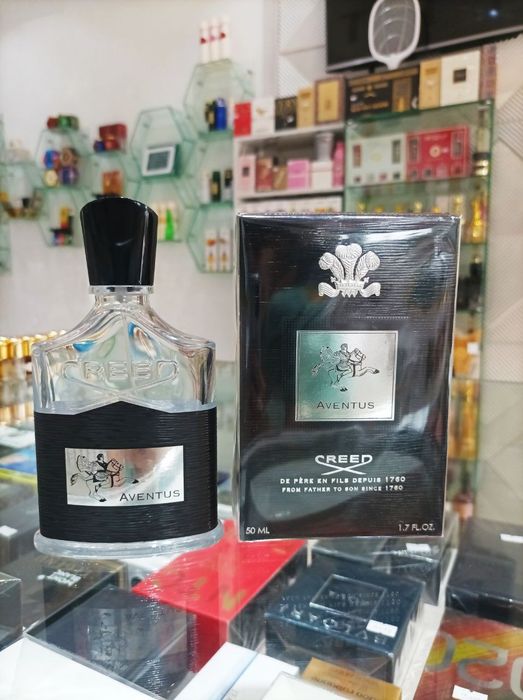 CREED
AVENTUS
AVENTUS
CREED
DE PÈRE EN FILS DEPUIS 1760
FROM FATHER TO SON SINCE 1760
50 ML
1.7 FL.OZ.